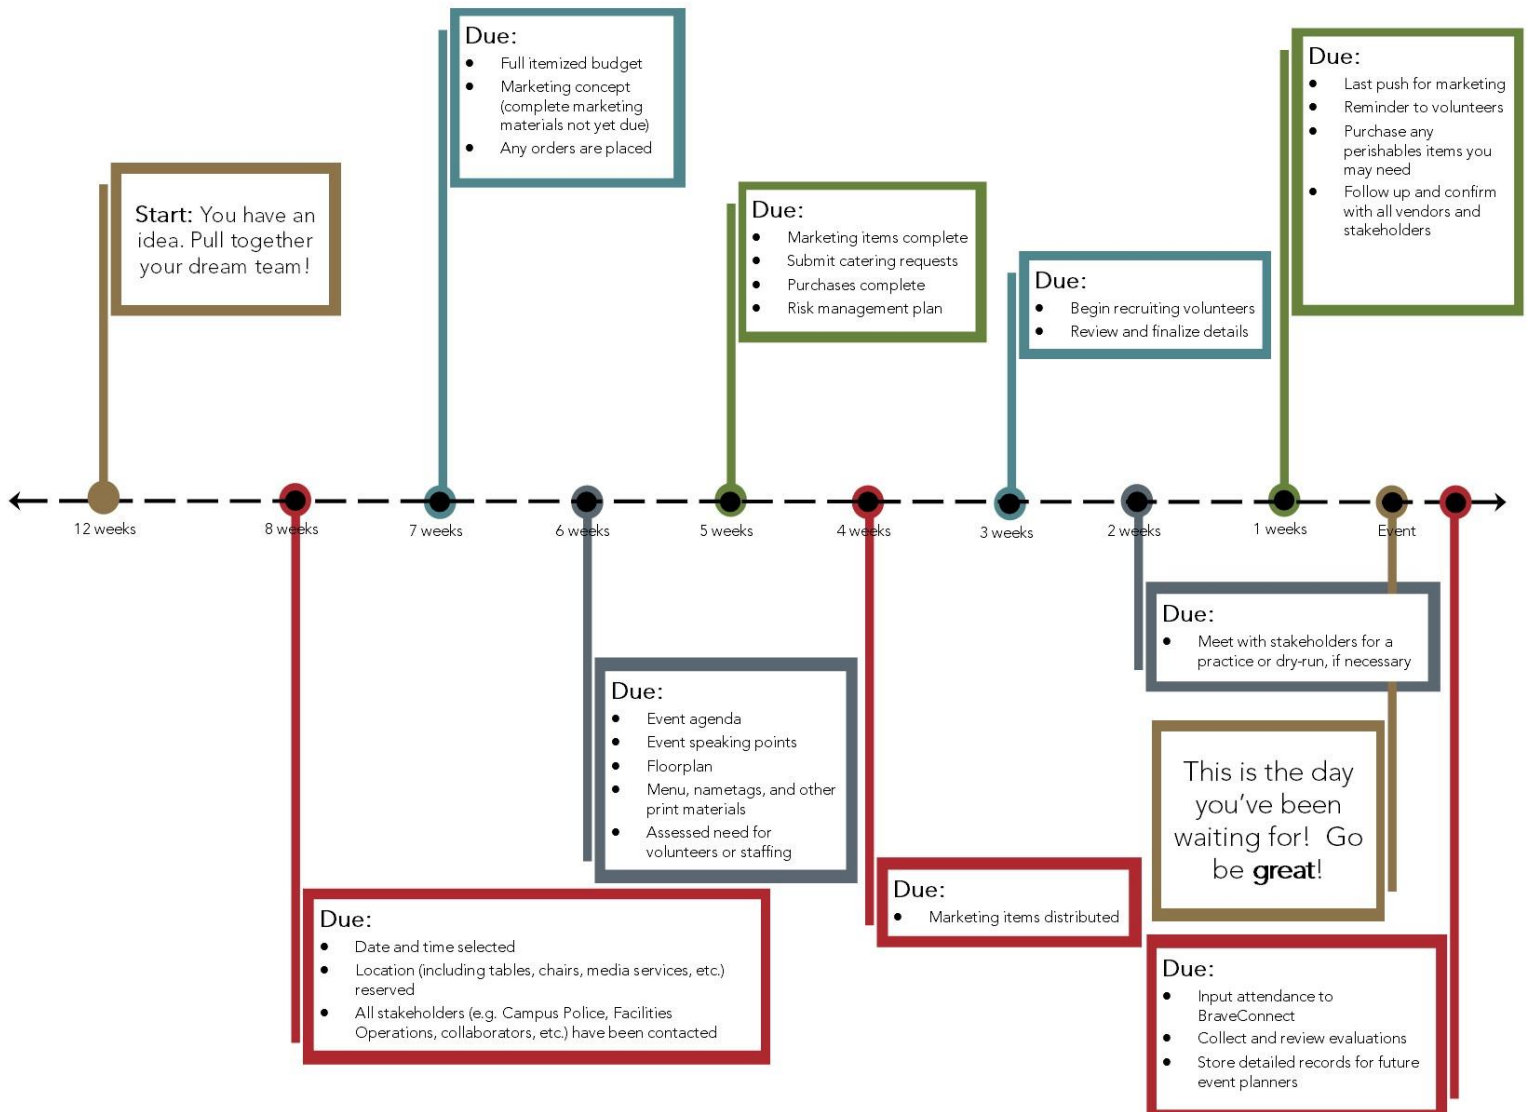 Start: You have an
idea. Pull together
your dream team!
Due:
● Full itemized budget
● Marketing concept
(complete marketing
materials not yet due)
● Any orders are placed
Due:
● Marketing items complete
● Submit catering requests
● Purchases complete
● Risk management plan
Due:
● Begin recruiting volunteers
● Review and finalize details
Due:
● Last push for marketing
● Reminder to volunteers
● Purchase any
perishables items you
may need
● Follow up and confirm
with all vendors and
stakeholders
12 weeks
8 weeks
7 weeks
6 weeks
5 weeks
4 weeks
3 weeks
2 weeks
1 weeks
Event
Due:
● Date and time selected
● Location (including tables, chairs, media services, etc.)
reserved
● All stakeholders (e.g. Campus Police, Facilities
Operations, collaborators, etc.) have been contacted
Due:
● Event agenda
● Event speaking points
● Floorplan
● Menu, nametags, and other
print materials
● Assessed need for
volunteers or staffing
Due:
● Marketing items distributed
Due:
● Meet with stakeholders for a
practice or dry-run, if necessary
This is the day
you've been
waiting for!  Go
be great!
Due:
● Input attendance to
BraveConnect
● Collect and review evaluations
● Store detailed records for future
event planners